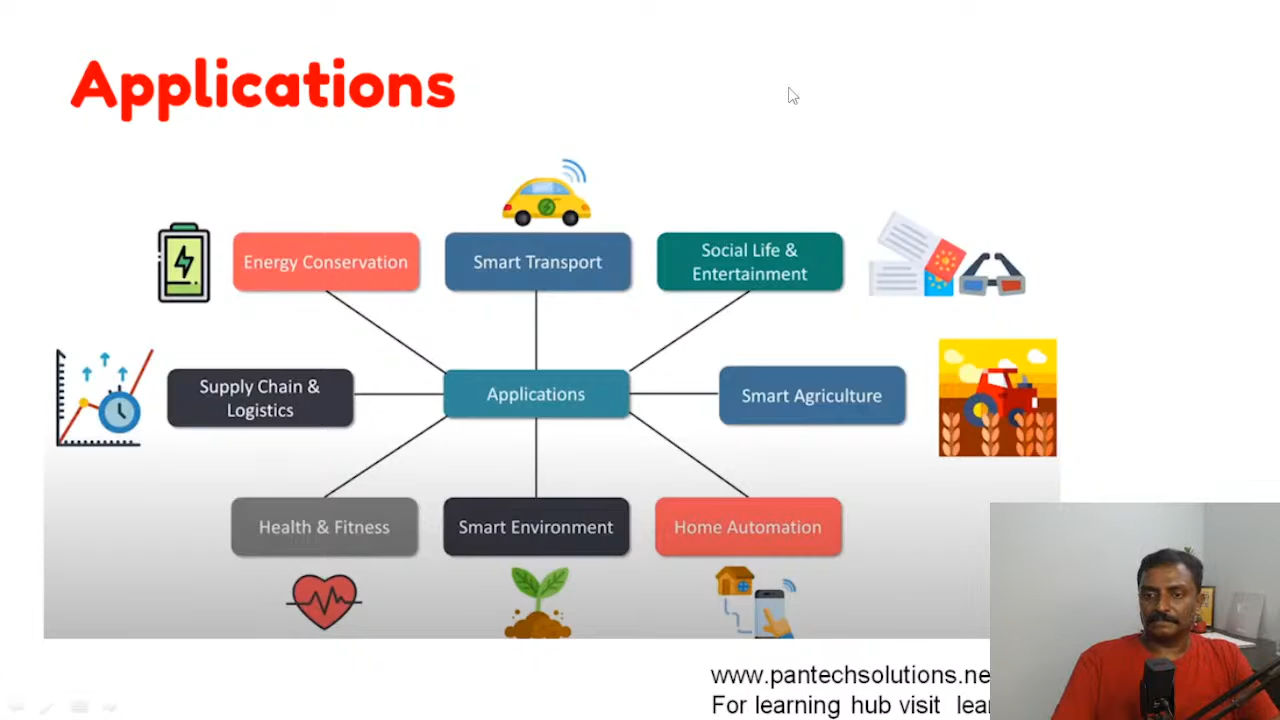 Applications
Energy Conservation
Smart Transport
Social Life &
Entertainment
Supply Chain &
Logistics
Applications
Smart Agriculture
Health & Fitness
Smart Environment
Home Automation
www.pantechsolutions.ne
For learning hub visit